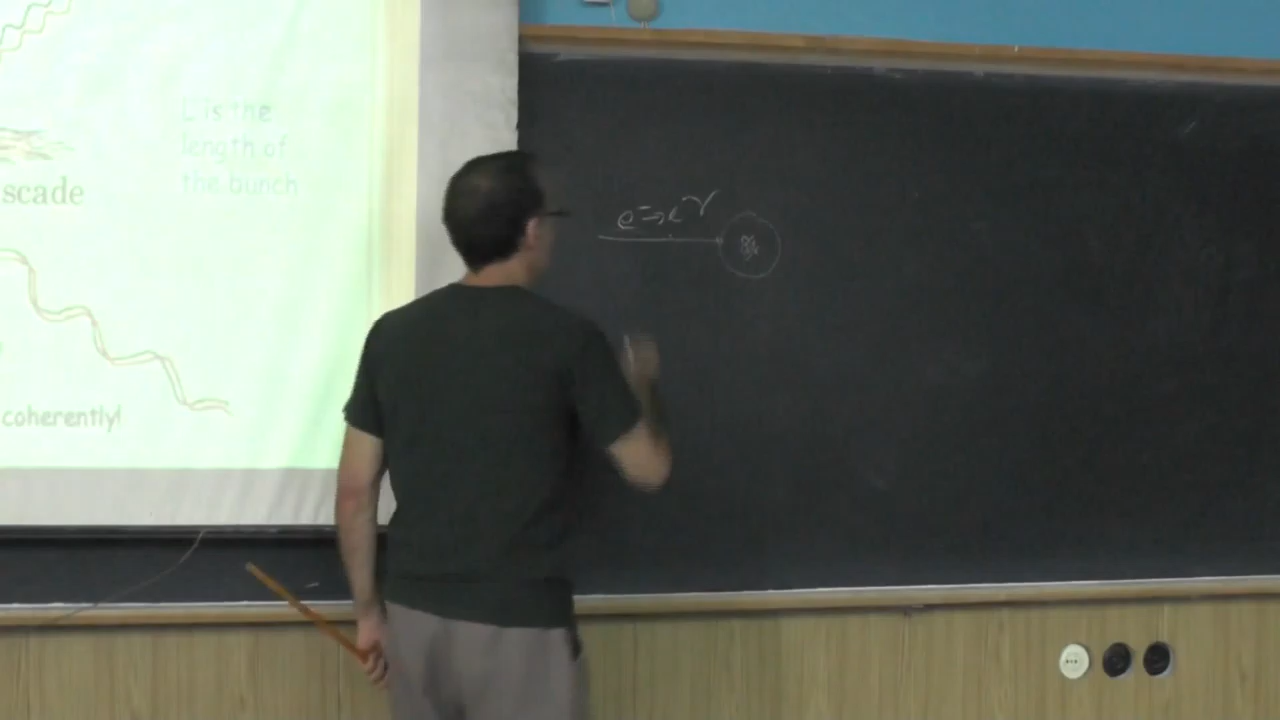 L is the
length of
the bunch
scade
coherently!
e⁻→e⁻γ